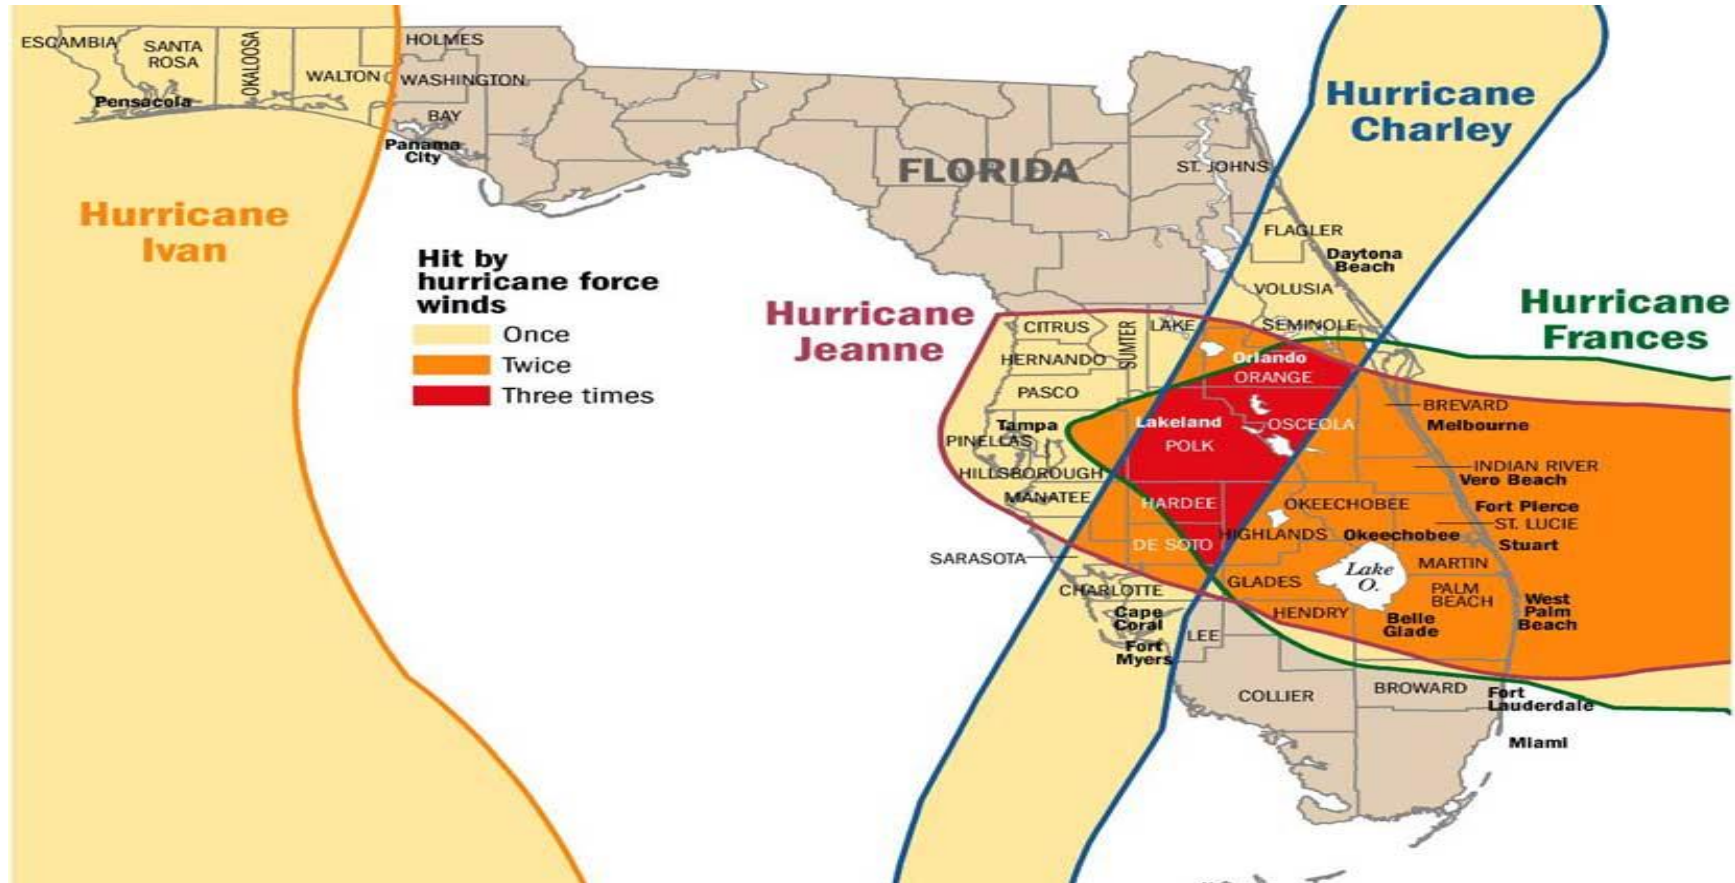 ESCAMBIA
SANTA
ROSA
OKALOOSA
WALTON
HOLMES
WASHINGTON
BAY
Pensacola
Panama
City
Hurricane
Ivan
Hit by
hurricane force
winds
Once
Twice
Three times
FLORIDA
ST. JOHNS
Hurricane
Charley
FLAGLER
Daytona
Beach
VOLUSIA
Hurricane
Jeanne
Hurricane
Frances
CITRUS
SUMTER
LAKE
SEMINOLE
HERNANDO
Orlando
ORANGE
PASCO
BREVARD
Melbourne
Tampa
Lakeland
OSCEOLA
PINELLAS
POLK
HILLSBOROUGH
INDIAN RIVER
Vero Beach
MANATEE
HARDEE
OKEECHOBEE
Fort Pierce
ST. LUCIE
HIGHLANDS
Okeechobee
Stuart
DE SOTO
SARASOTA
MARTIN
Lake
O.
GLADES
CHARLOTTE
PALM
BEACH
West
Palm
Beach
Cape
Coral
HENDRY
Belle
Glade
LEE
Fort
Myers
COLLIER
BROWARD
Fort
Lauderdale
Miami